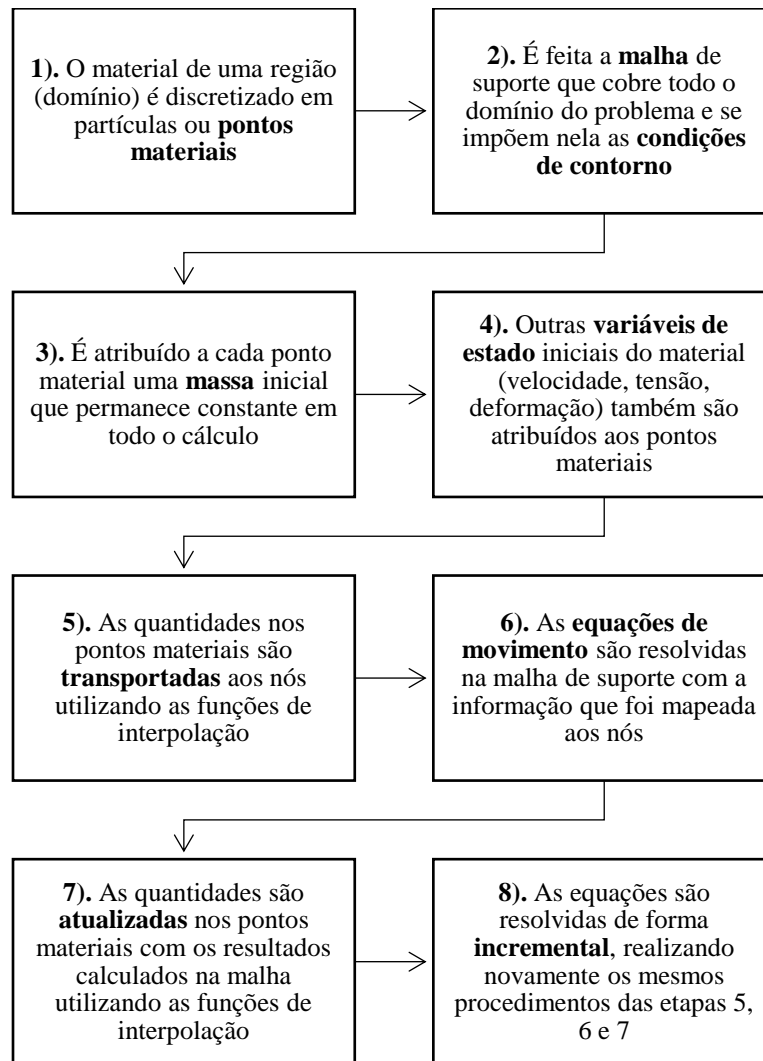 1). O material de uma região
(domínio) é discretizado em
partículas ou pontos
materiais
2). É feita a malha de
suporte que cobre todo o
domínio do problema e se
impõem nela as condições
de contorno
3). É atribuído a cada ponto
material uma massa inicial
que permanece constante em
todo o cálculo
4). Outras variáveis de
estado iniciais do material
(velocidade, tensão,
deformação) também são
atribuídos aos pontos
materiais
5). As quantidades nos
pontos materiais são
transportadas aos nós
utilizando as funções de
interpolação
6). As equações de
movimento são resolvidas
na malha de suporte com a
informação que foi mapeada
aos nós
7). As quantidades são
atualizadas nos pontos
materiais com os resultados
calculados na malha
utilizando as funções de
interpolação
8). As equações são
resolvidas de forma
incremental, realizando
novamente os mesmos
procedimentos das etapas 5,
6 e 7